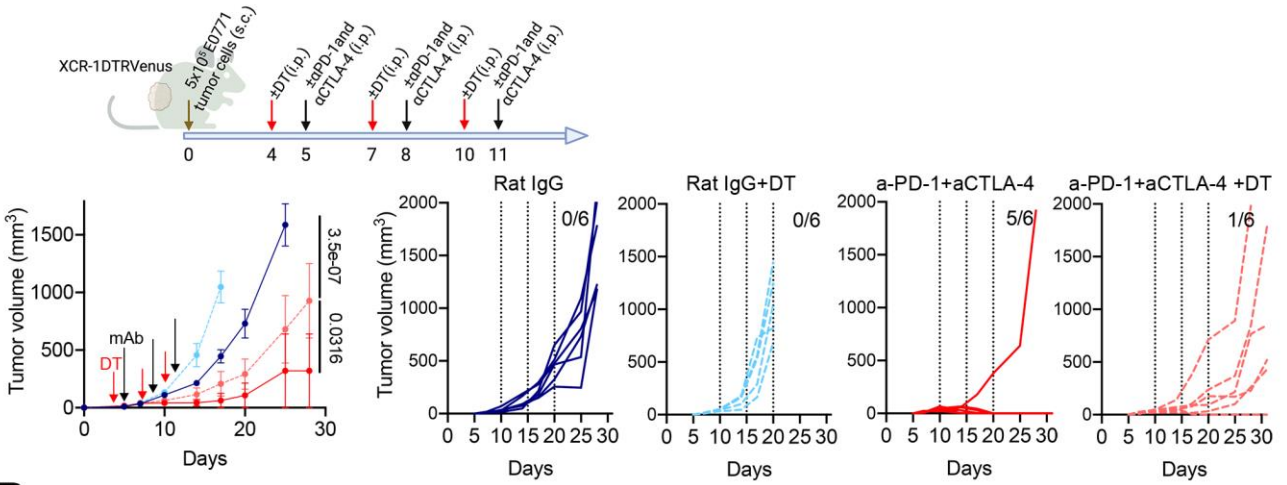 XCR-1DTRVenus
5x10⁵E0771
tumor cells (s.c.)
±DT(i.p.)
±αPD-1and
αCTLA-4 (i.p.)
±DT(i.p.)
±αPD-1and
αCTLA-4 (i.p.)
±DT(i.p.)
±αPD-1and
αCTLA-4 (i.p.)
0 4 5 7 8 10 11
Tumor volume (mm³)
1500
1000
500
0
mAb
DT
3.5e-07
0.0316
0 10 20 30
Days
Rat IgG
Tumor volume (mm³)
2000
1500
1000
500
0
0/6
0 5 10 15 20 25 30
Days
Rat IgG+DT
2000
1500
1000
500
0
0/6
0 5 10 15 20 25 30
Days
a-PD-1+aCTLA-4
2000
1500
1000
500
0
5/6
0 5 10 15 20 25 30
Days
a-PD-1+aCTLA-4 +DT
2000
1500
1000
500
0
1/6
0 5 10 15 20 25 30
Days